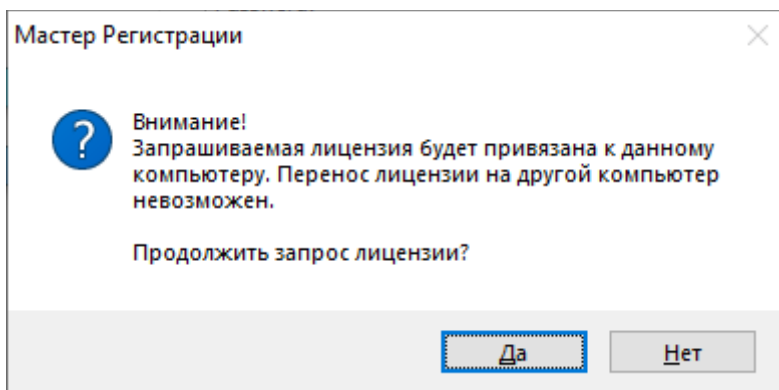 Мастер Регистрации
Внимание!
Запрашиваемая лицензия будет привязана к данному
компьютеру. Перенос лицензии на другой компьютер
невозможен.
Продолжить запрос лицензии?
Да
Нет